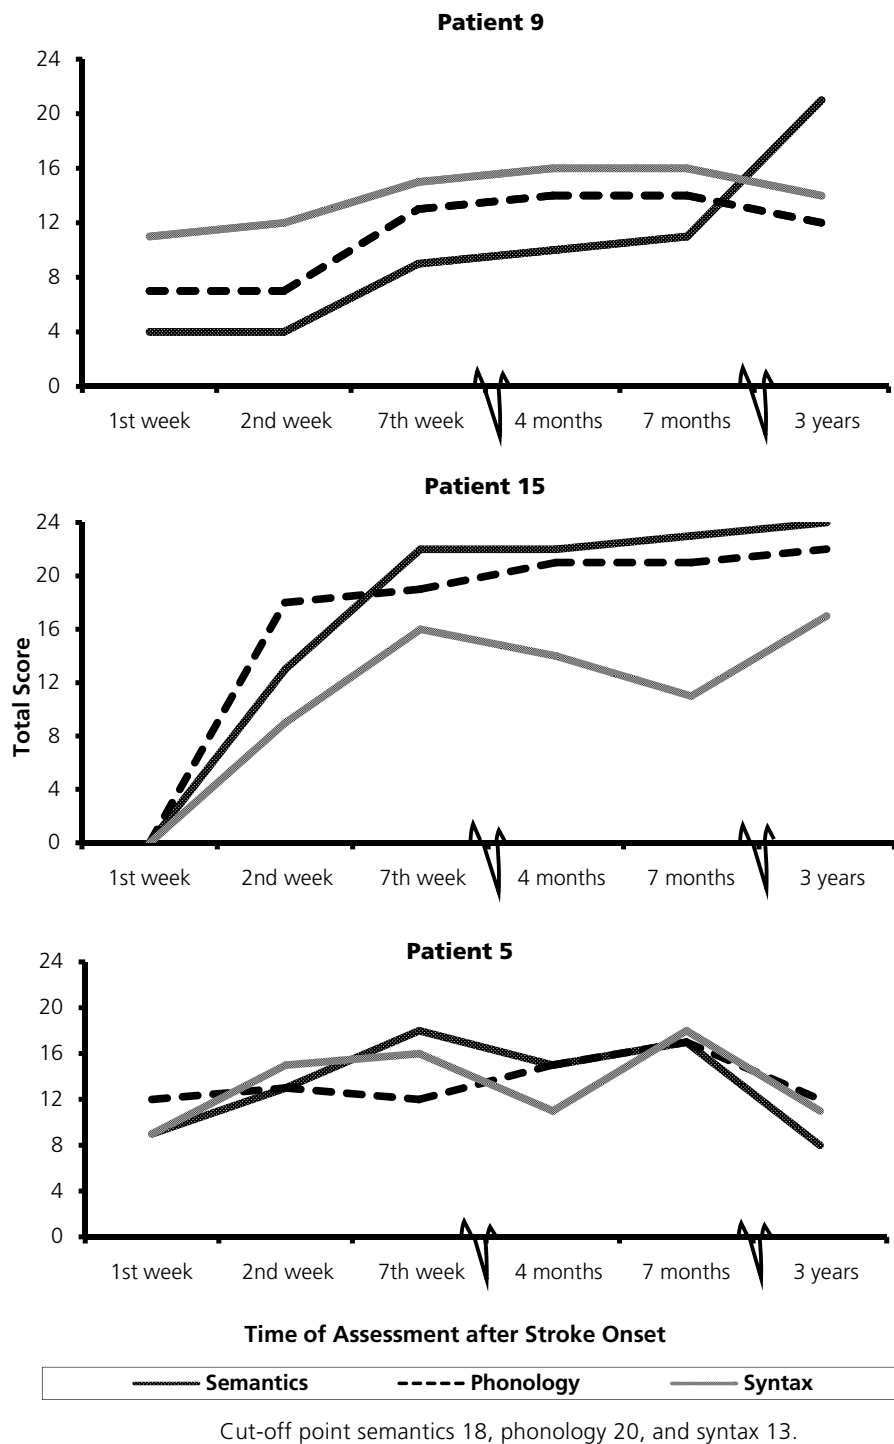 Patient 9
24
20
16
12
8
4
0
1st week 2nd week 7th week 4 months 7 months 3 years
Patient 15
Total Score
24
20
16
12
8
4
0
1st week 2nd week 7th week 4 months 7 months 3 years
Patient 5
24
20
16
12
8
4
0
1st week 2nd week 7th week 4 months 7 months 3 years
Time of Assessment after Stroke Onset
Semantics Phonology Syntax
Cut-off point semantics 18, phonology 20, and syntax 13.